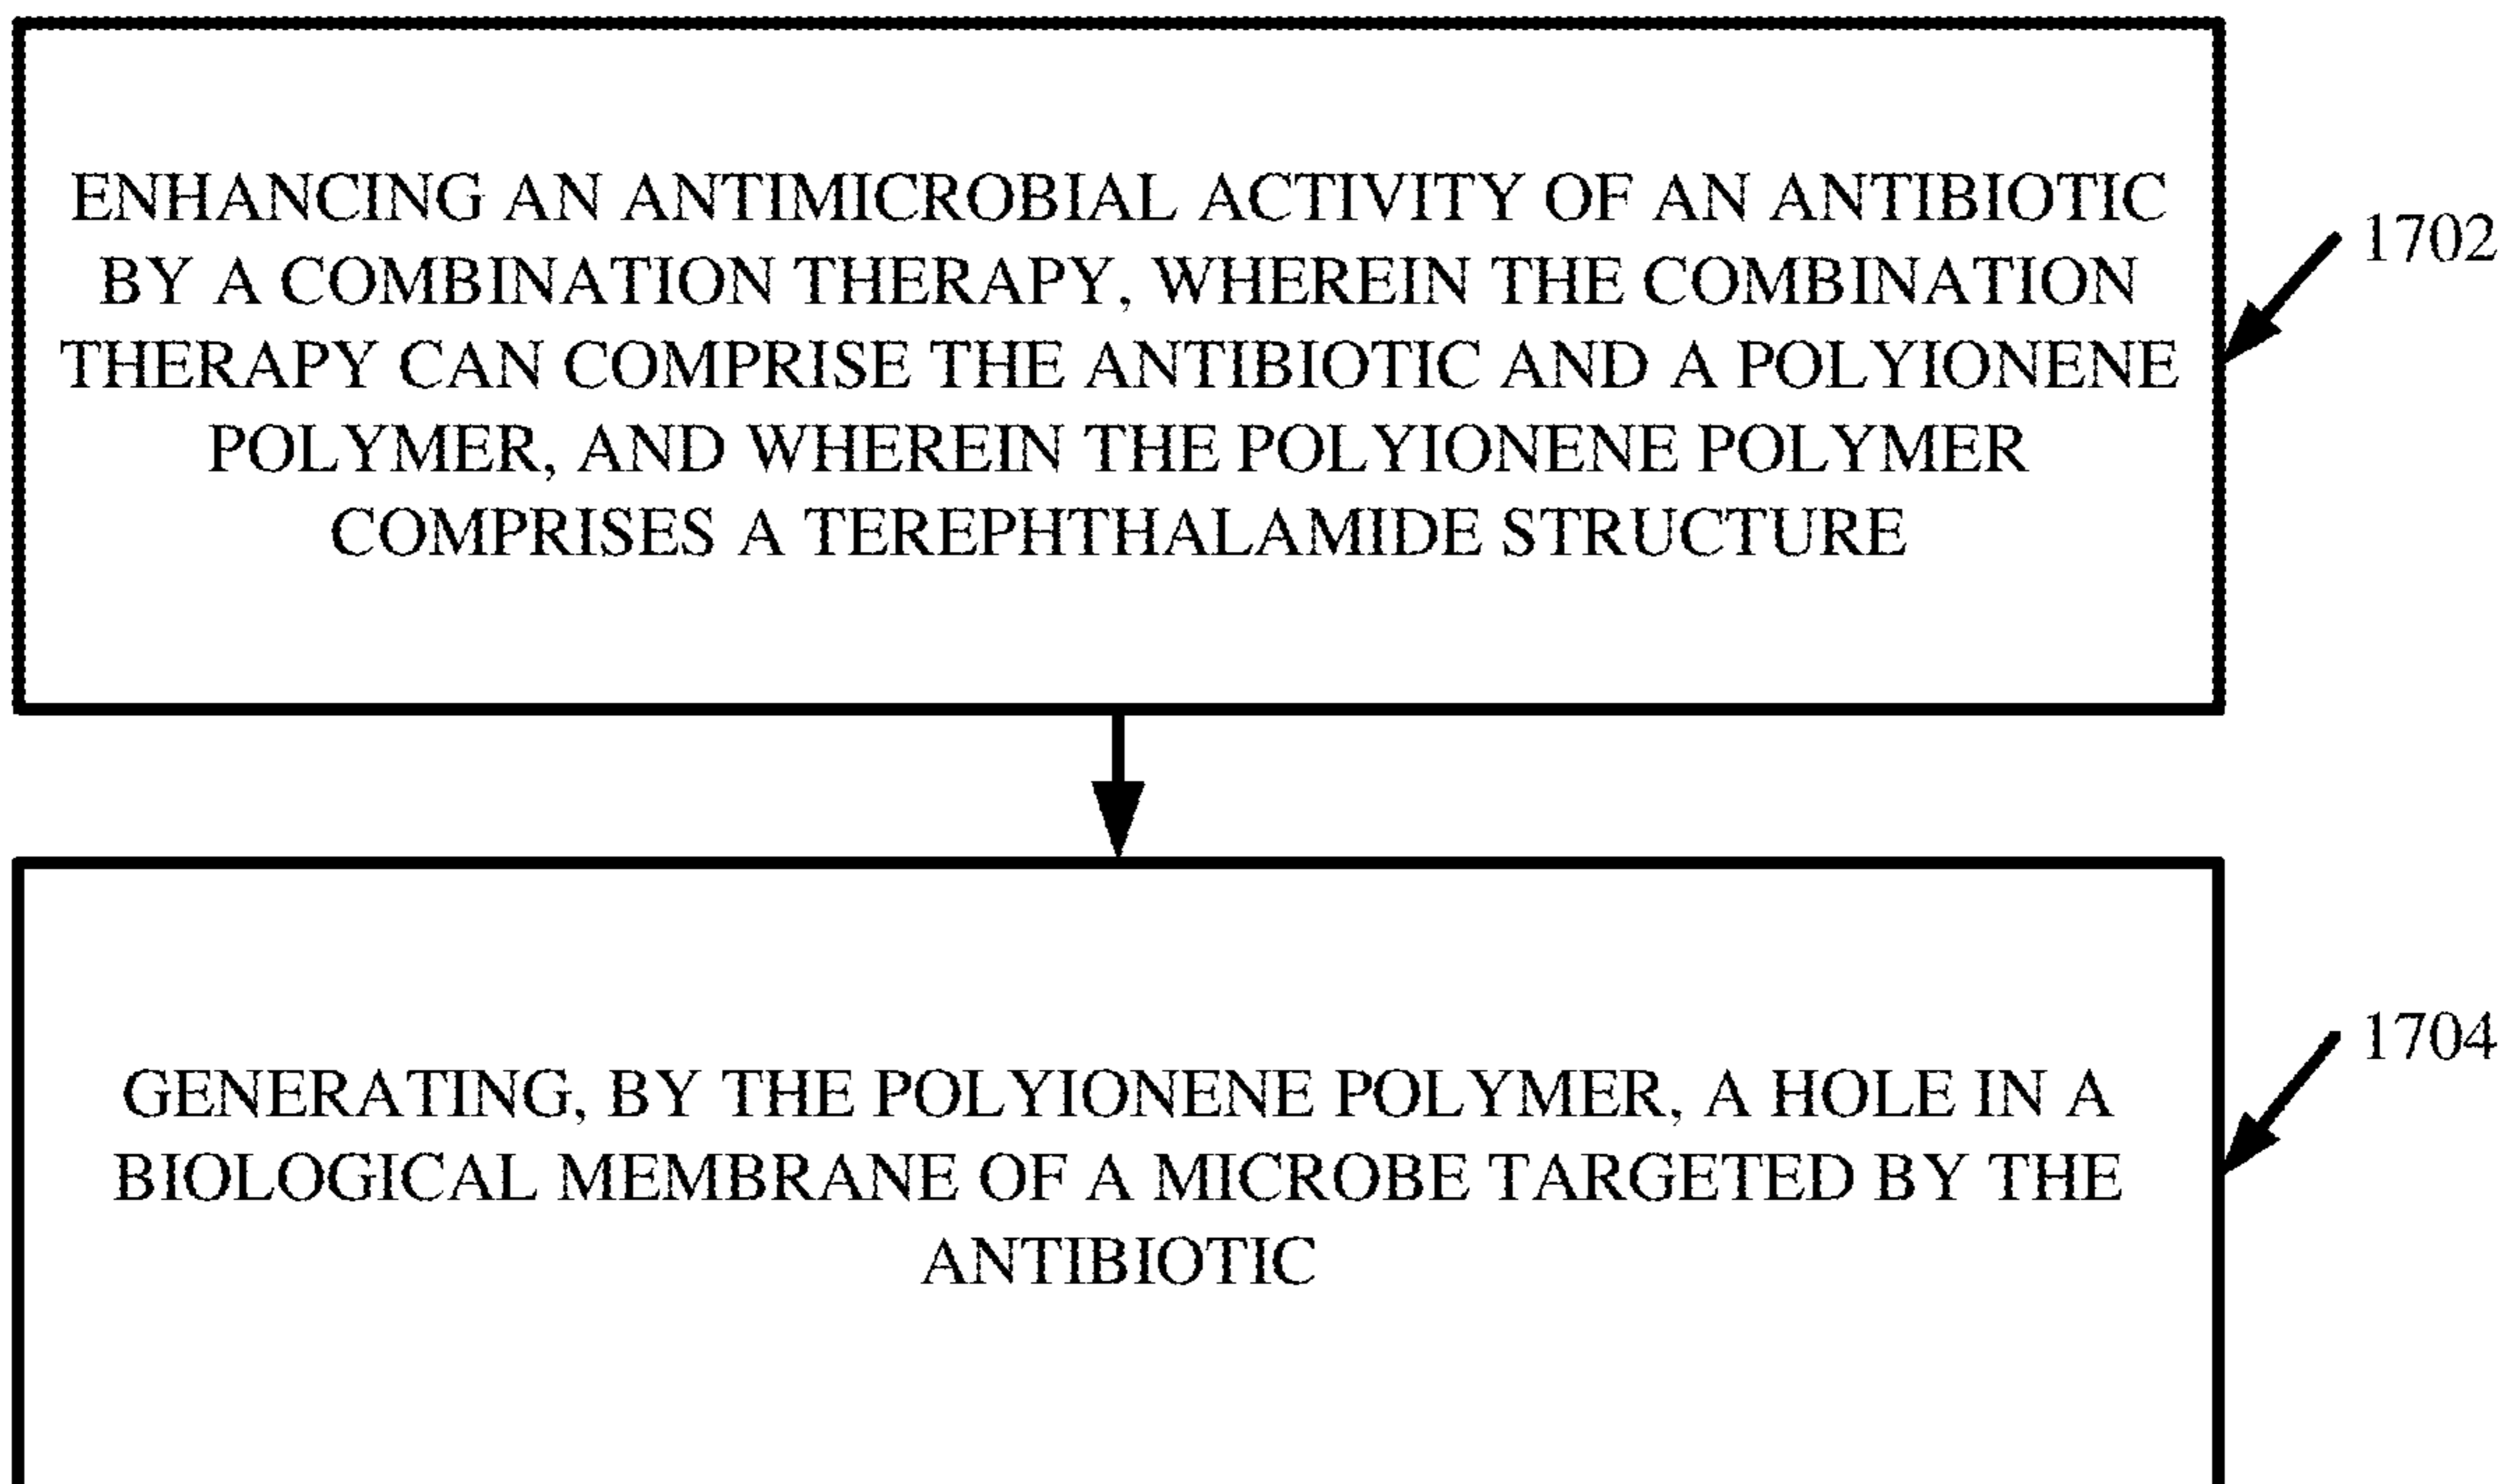 ENHANCING AN ANTIMICROBIAL ACTIVITY OF AN ANTIBIOTIC
BY A COMBINATION THERAPY, WHEREIN THE COMBINATION
THERAPY CAN COMPRISE THE ANTIBIOTIC AND A POLYIONENE
POLYMER, AND WHEREIN THE POLYIONENE POLYMER
COMPRISES A TEREPHTHALAMIDE STRUCTURE
1702
GENERATING, BY THE POLYIONENE POLYMER, A HOLE IN A
BIOLOGICAL MEMBRANE OF A MICROBE TARGETED BY THE
ANTIBIOTIC
1704